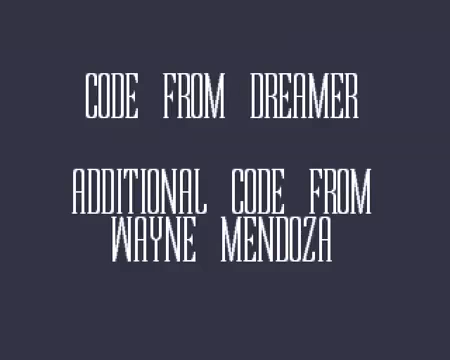 CODE FROM DREAMER
ADDITIONAL CODE FROM
WAYNE MENDOZA